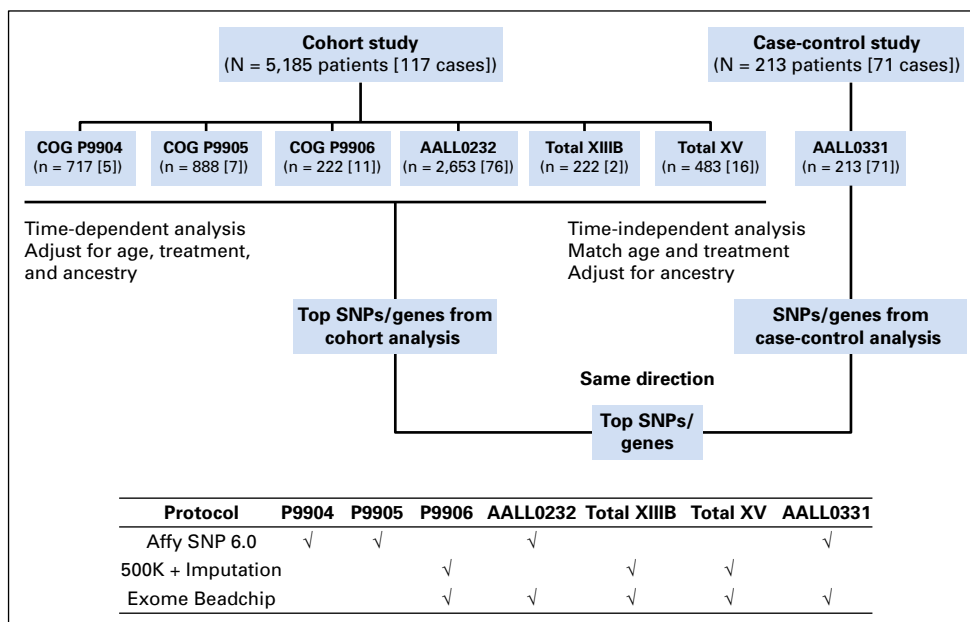 Cohort study
(N = 5,185 patients [117 cases])
Case-control study
(N = 213 patients [71 cases])
COG P9904
(n = 717 [5])
COG P9905
(n = 888 [7])
COG P9906
(n = 222 [11])
AALL0232
(n = 2,653 [76])
Total XIIIB
(n = 222 [2])
Total XV
(n = 483 [16])
AALL0331
(n = 213 [71])
Time-dependent analysis
Adjust for age, treatment,
and ancestry
Time-independent analysis
Match age and treatment
Adjust for ancestry
Top SNPs/genes from
cohort analysis
SNPs/genes from
case-control analysis
Same direction
Top SNPs/
genes
Protocol P9904 P9905 P9906 AALL0232 Total XIIIB Total XV AALL0331
Affy SNP 6.0 √ √ √ √
500K + Imputation √ √ √
Exome Beadchip √ √ √ √ √